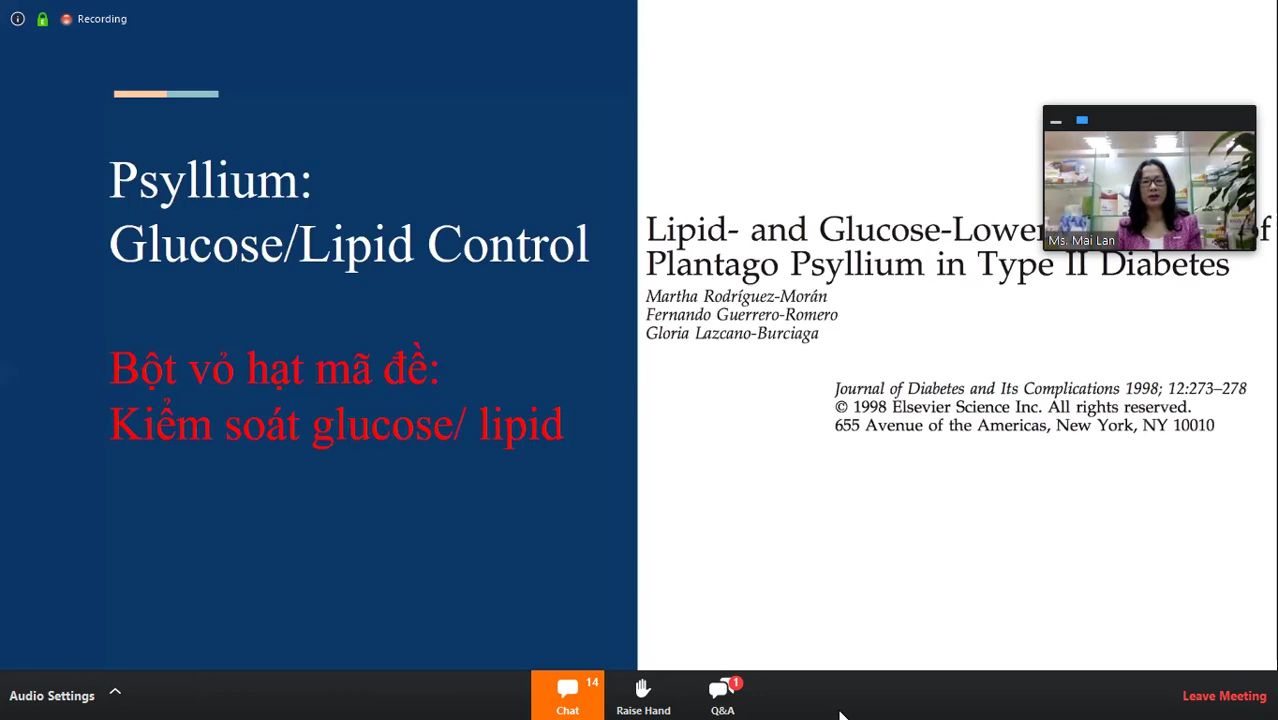 Recording
Psyllium:
Glucose/Lipid Control
Bột vỏ hạt mã đề:
Kiểm soát glucose/ lipid
Lipid- and Glucose-Lower of
Plantago Psyllium in Type II Diabetes
Martha Rodríguez-Morán
Fernando Guerrero-Romero
Gloria Lazcano-Burciaga
Journal of Diabetes and Its Complications 1998; 12:273–278
© 1998 Elsevier Science Inc. All rights reserved.
655 Avenue of the Americas, New York, NY 10010
Ms. Mai Lan
Audio Settings
14
Chat
Raise Hand
1
Q&A
Leave Meeting